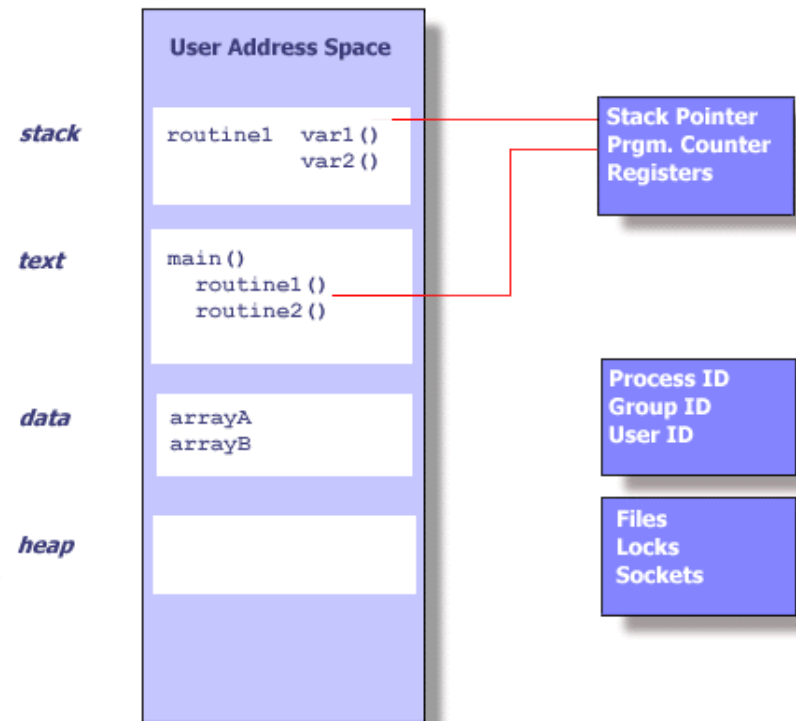 User Address Space
stack
routine1 var1()
var2()
Stack Pointer
Prgm. Counter
Registers
text
main()
routine1()
routine2()
data
arrayA
arrayB
Process ID
Group ID
User ID
heap
Files
Locks
Sockets